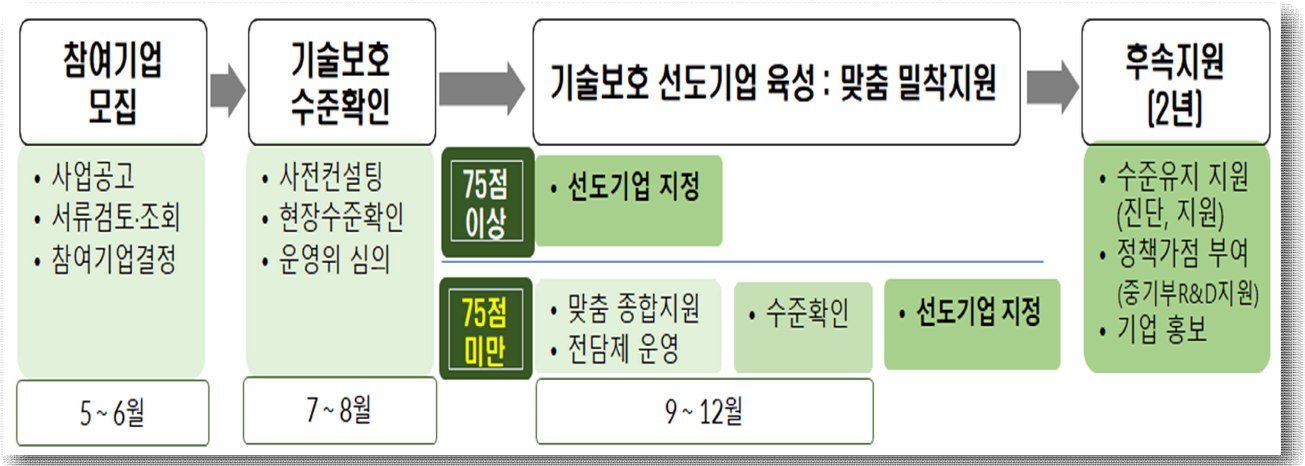 참여기업
모집
기술보호
수준확인
기술보호 선도기업 육성 : 맞춤 밀착지원
후속지원
(2년)
• 사업공고
• 서류검토·조회
• 참여기업결정
• 사전컨설팅
• 현장수준확인
• 운영위 심의
75점
이상
• 선도기업 지정
75점
미만
• 맞춤 종합지원
• 전담제 운영
• 수준확인
• 선도기업 지정
• 수준유지 지원
(진단, 지원)
• 정책가점 부여
(중기부R&D지원)
• 기업 홍보
5 ~ 6월
7 ~ 8월
9 ~ 12월